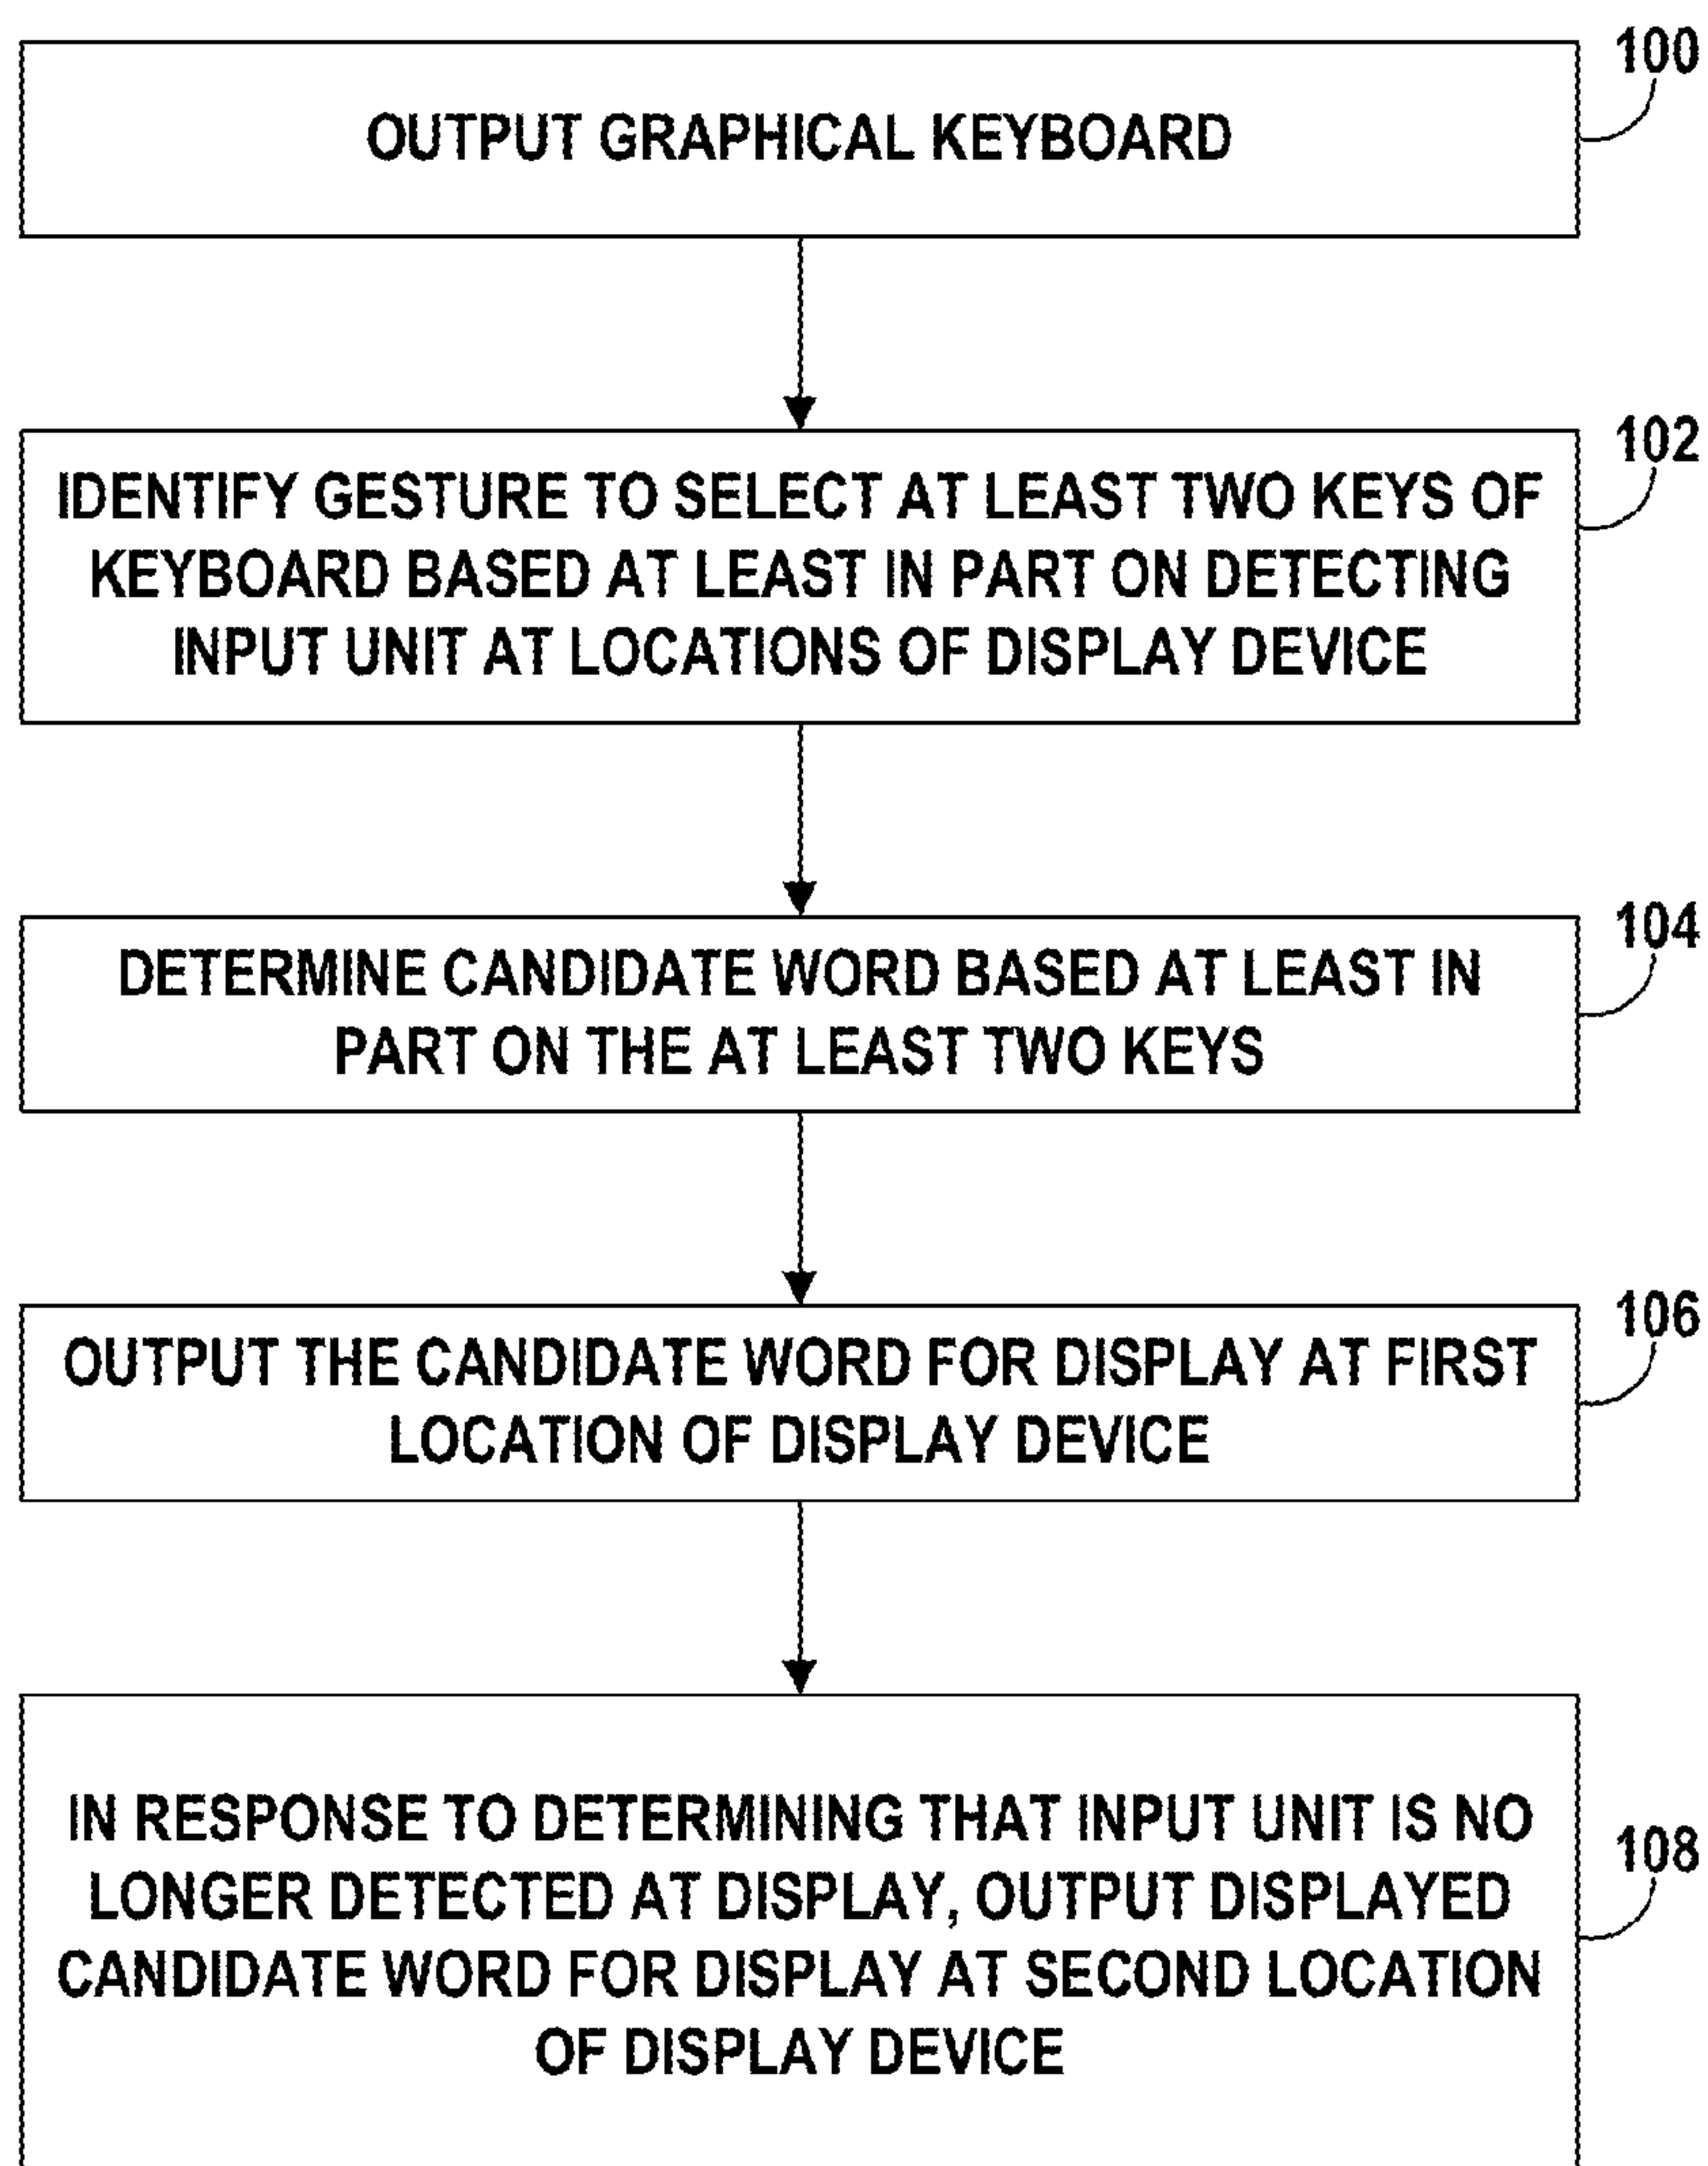 100
OUTPUT GRAPHICAL KEYBOARD
102
IDENTIFY GESTURE TO SELECT AT LEAST TWO KEYS OF
KEYBOARD BASED AT LEAST IN PART ON DETECTING
INPUT UNIT AT LOCATIONS OF DISPLAY DEVICE
104
DETERMINE CANDIDATE WORD BASED AT LEAST IN
PART ON THE AT LEAST TWO KEYS
106
OUTPUT THE CANDIDATE WORD FOR DISPLAY AT FIRST
LOCATION OF DISPLAY DEVICE
108
IN RESPONSE TO DETERMINING THAT INPUT UNIT IS NO
LONGER DETECTED AT DISPLAY, OUTPUT DISPLAYED
CANDIDATE WORD FOR DISPLAY AT SECOND LOCATION
OF DISPLAY DEVICE